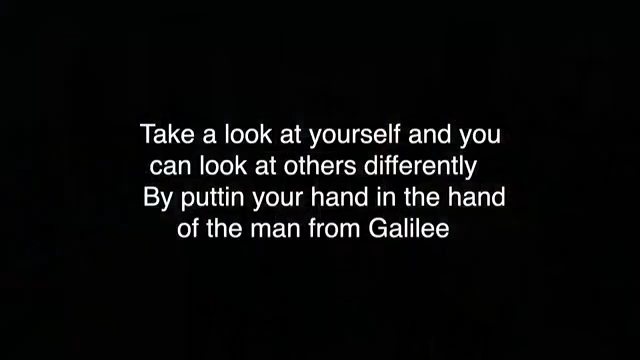 Take a look at yourself and you
can look at others differently
By puttin your hand in the hand
of the man from Galilee